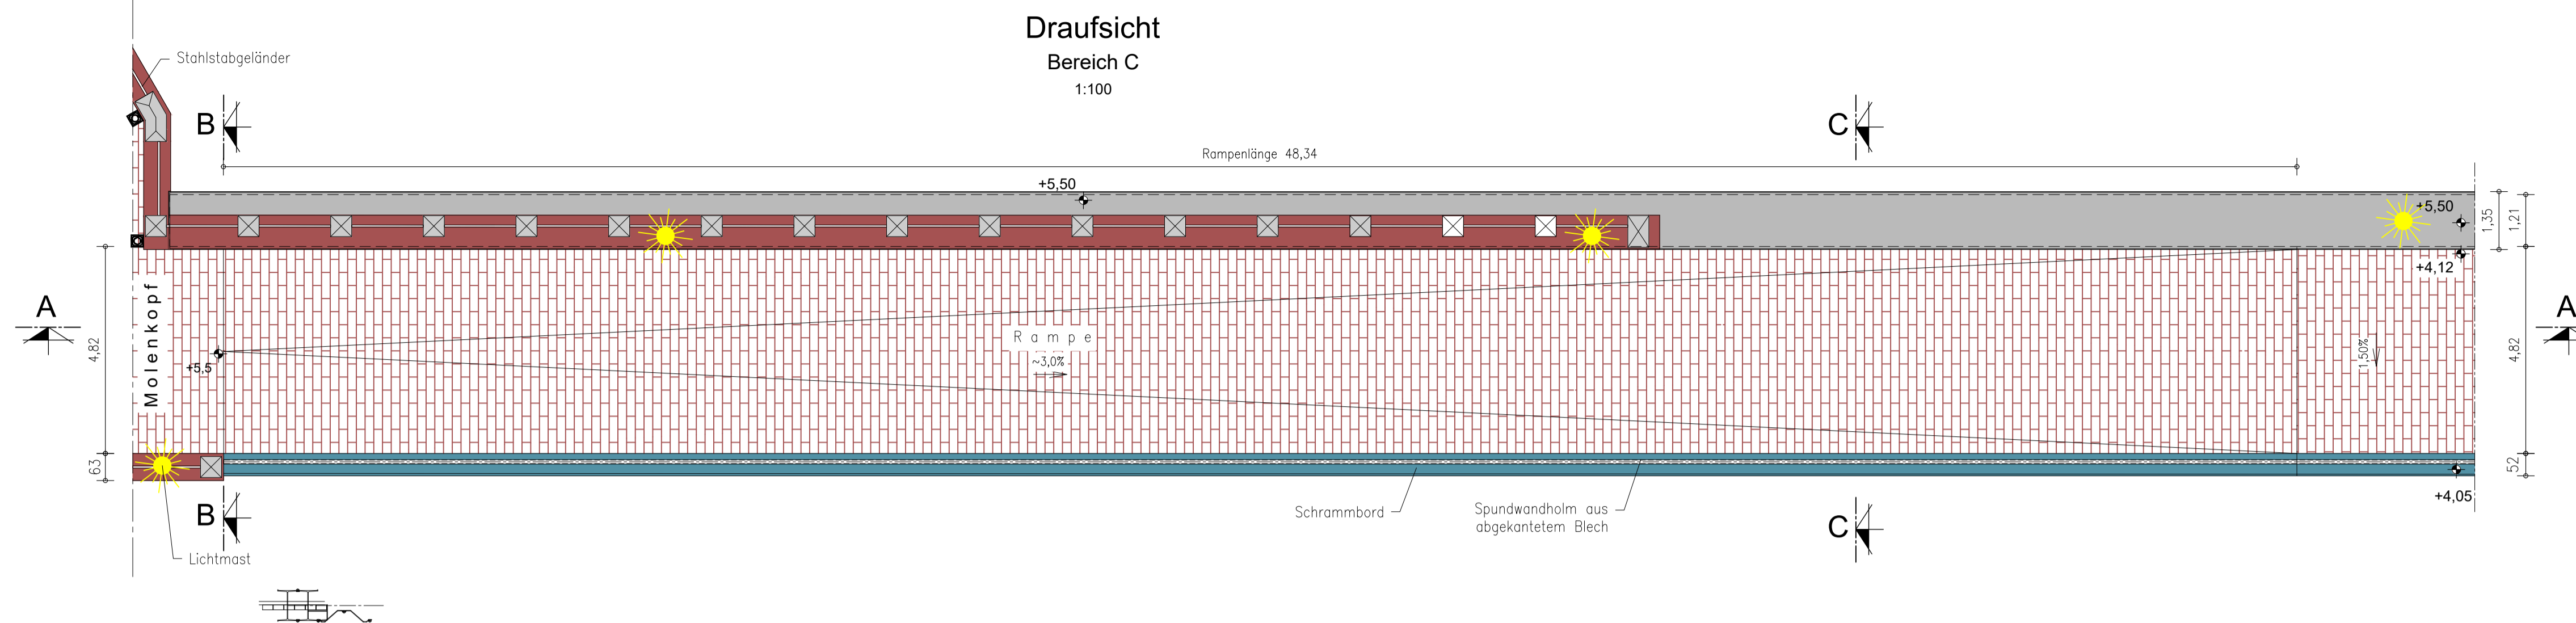 Draufsicht
Bereich C
1:100
Stahlstabgeländer
B
C
Rampenlänge 48,34
+5,50
+5,50
1,35
1,21
+4,12
A
A
4,82
Molenkopf
+5,5
Rampe
~3,0%
1,50%
4,82
63
52
+4,05
B
Schrammbord
Spundwandholm aus
abgekantetem Blech
C
Lichtmast